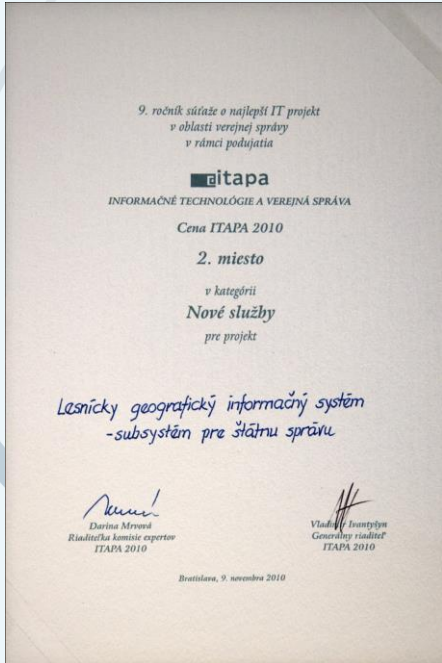 9. ročník súťaže o najlepší IT projekt
v oblasti verejnej správy
v rámci podujatia
itapa
INFORMAČNÉ TECHNOLÓGIE A VEREJNÁ SPRÁVA
Cena ITAPA 2010
2. miesto
v kategórii
Nové služby
pre projekt
Lesnícky geografický informačný systém
-subsystém pre štátnu správu
Darina Mrvová
Riaditeľka komisie expertov
ITAPA 2010
Vladimír Ivantyšyn
Generálny riaditeľ
ITAPA 2010
Bratislava, 9. novembra 2010